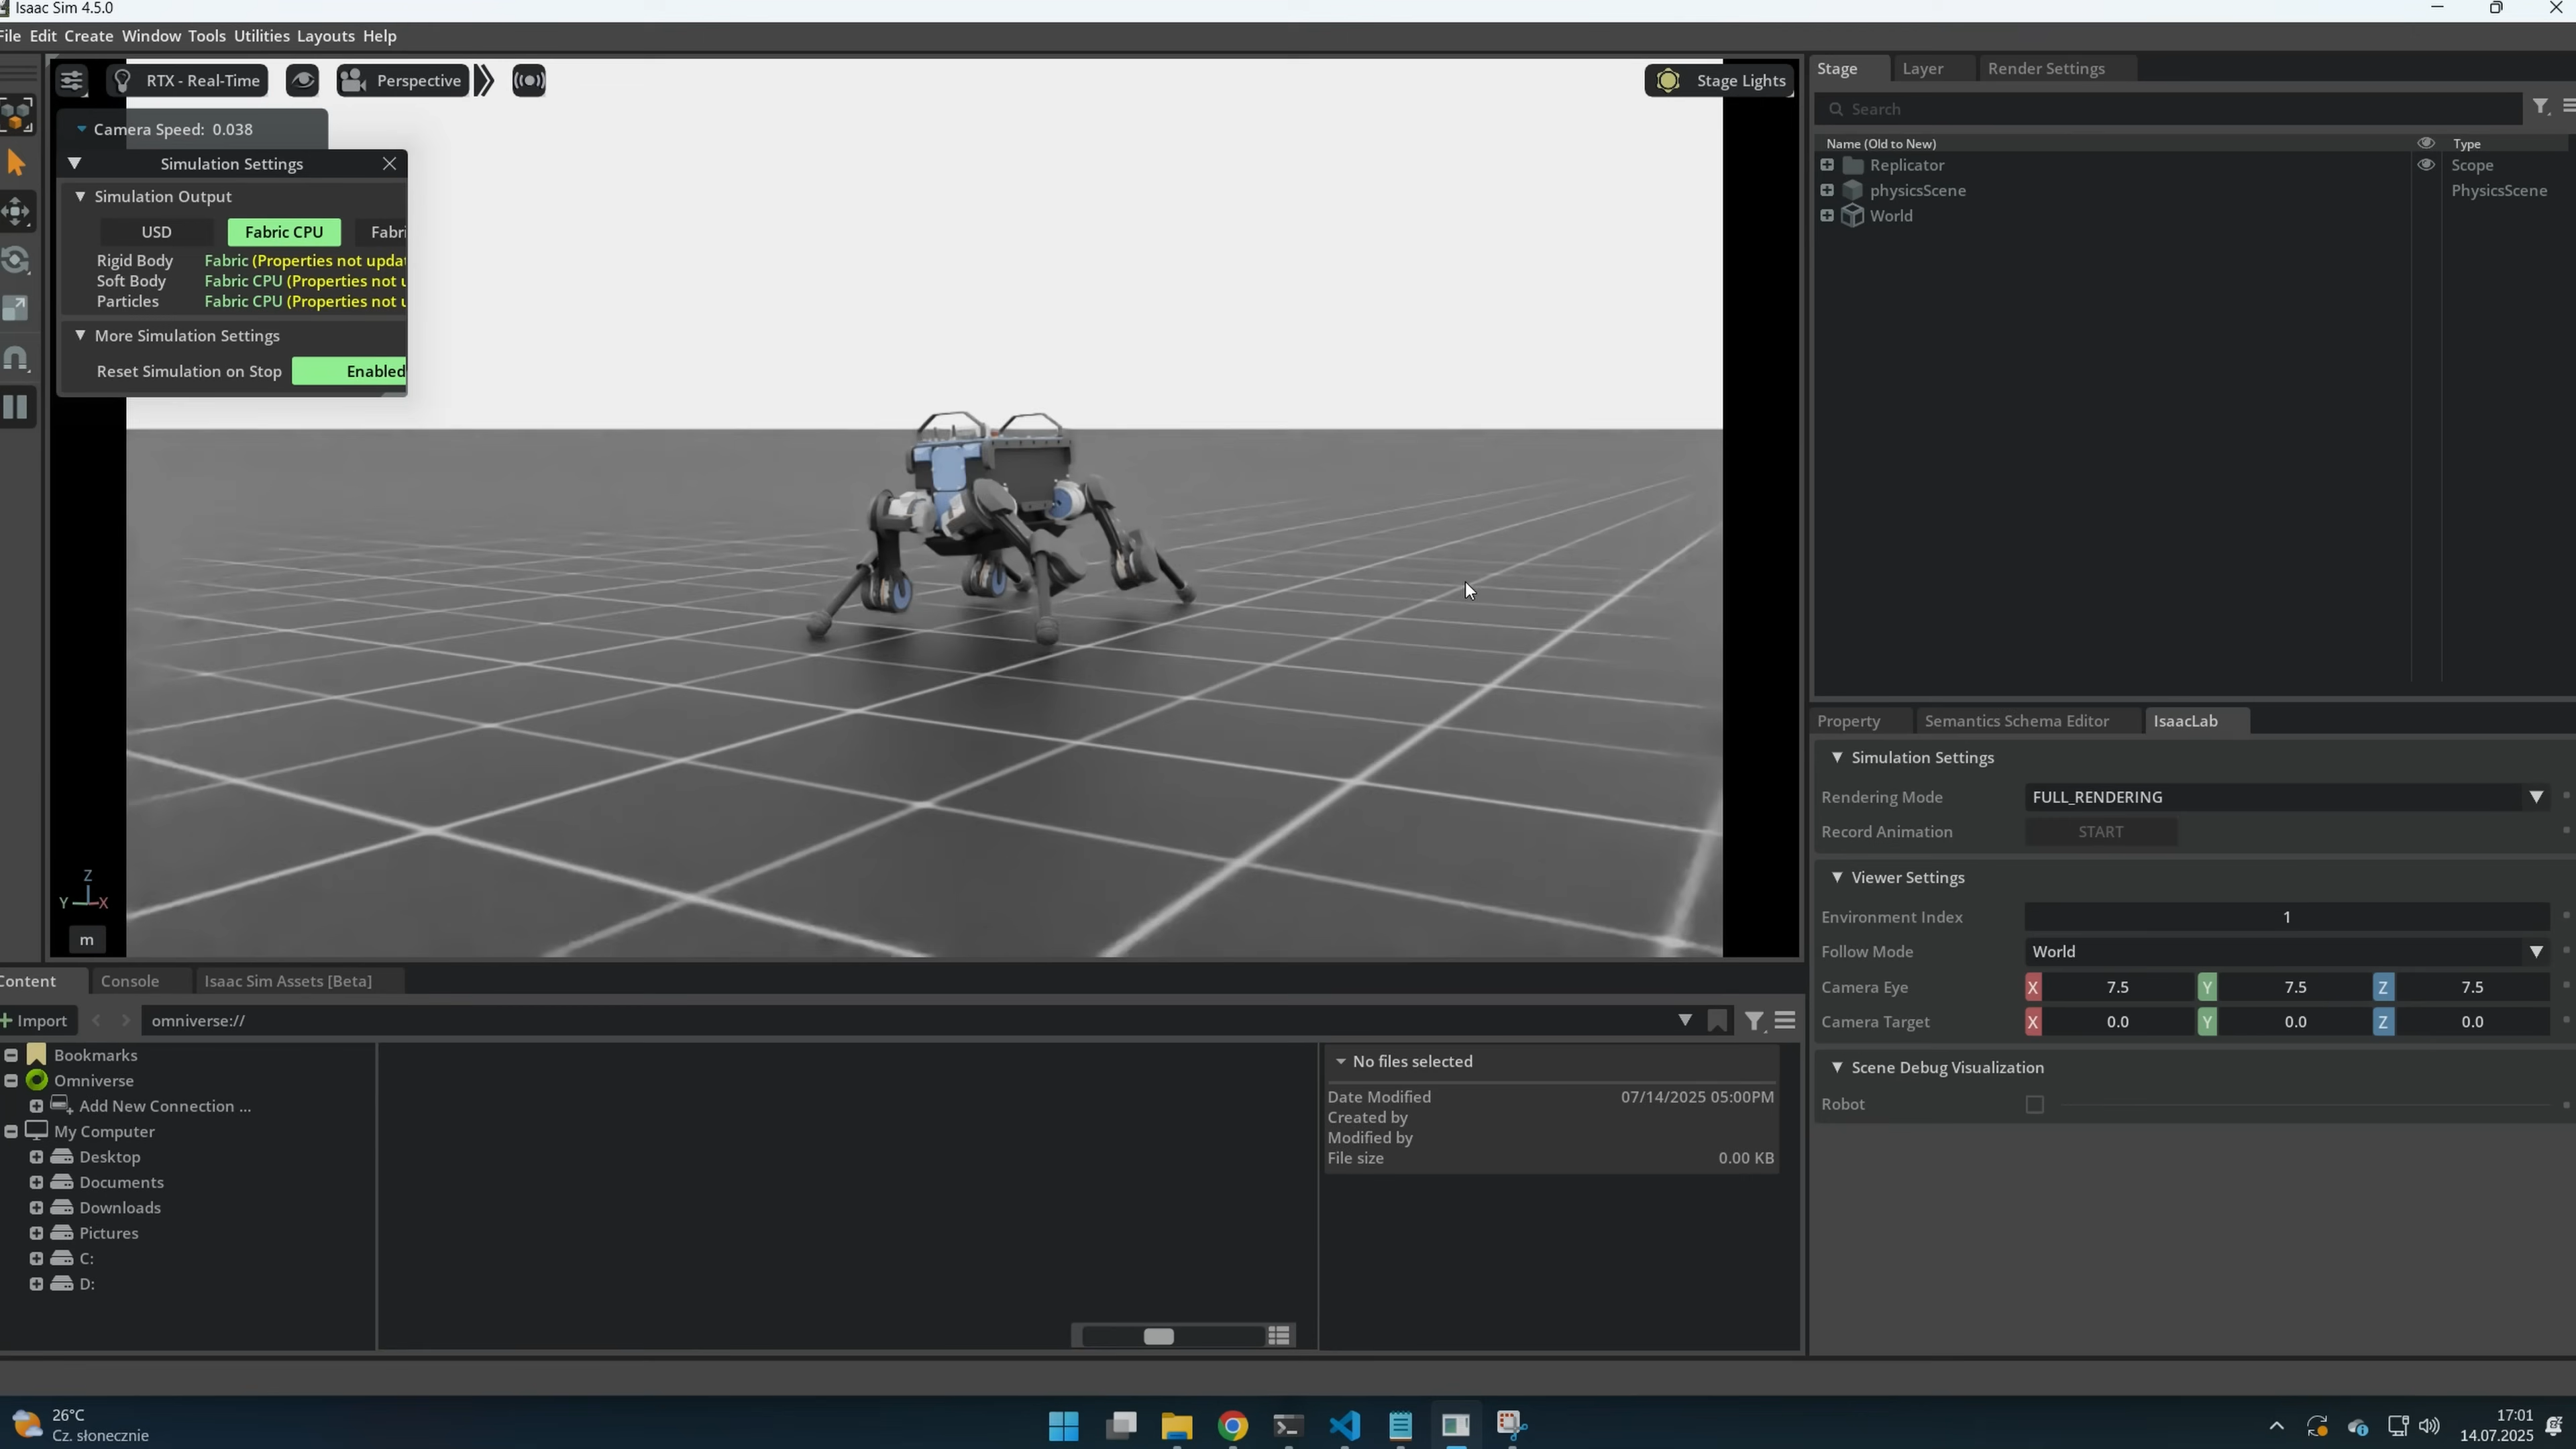 Isaac Sim 4.5.0
File Edit Create Window Tools Utilities Layouts Help
RTX - Real-Time
Perspective
Stage Lights
Camera Speed: 0.038
Simulation Settings
Simulation Output
USD Fabric CPU Fabri
Rigid Body Fabric (Properties not updat
Soft Body Fabric CPU (Properties not u
Particles Fabric CPU (Properties not u
More Simulation Settings
Reset Simulation on Stop Enabled
Z
Y X
m
Stage Layer Render Settings
Search
Name (Old to New) Type
Replicator Scope
physicsScene PhysicsScene
World
Property Semantics Schema Editor IsaacLab
Simulation Settings
Rendering Mode FULL_RENDERING
Record Animation START
Viewer Settings
Environment Index 1
Follow Mode World
Camera Eye X 7.5 Y 7.5 Z 7.5
Camera Target X 0.0 Y 0.0 Z 0.0
Scene Debug Visualization
Robot
Content Console Isaac Sim Assets [Beta]
+ Import omniverse://
Bookmarks
Omniverse
Add New Connection ...
My Computer
Desktop
Documents
Downloads
Pictures
C:
D:
No files selected
Date Modified 07/14/2025 05:00PM
Created by
Modified by
File size 0.00 KB
26°C
Cz. słonecznie
17:01
14.07.2025